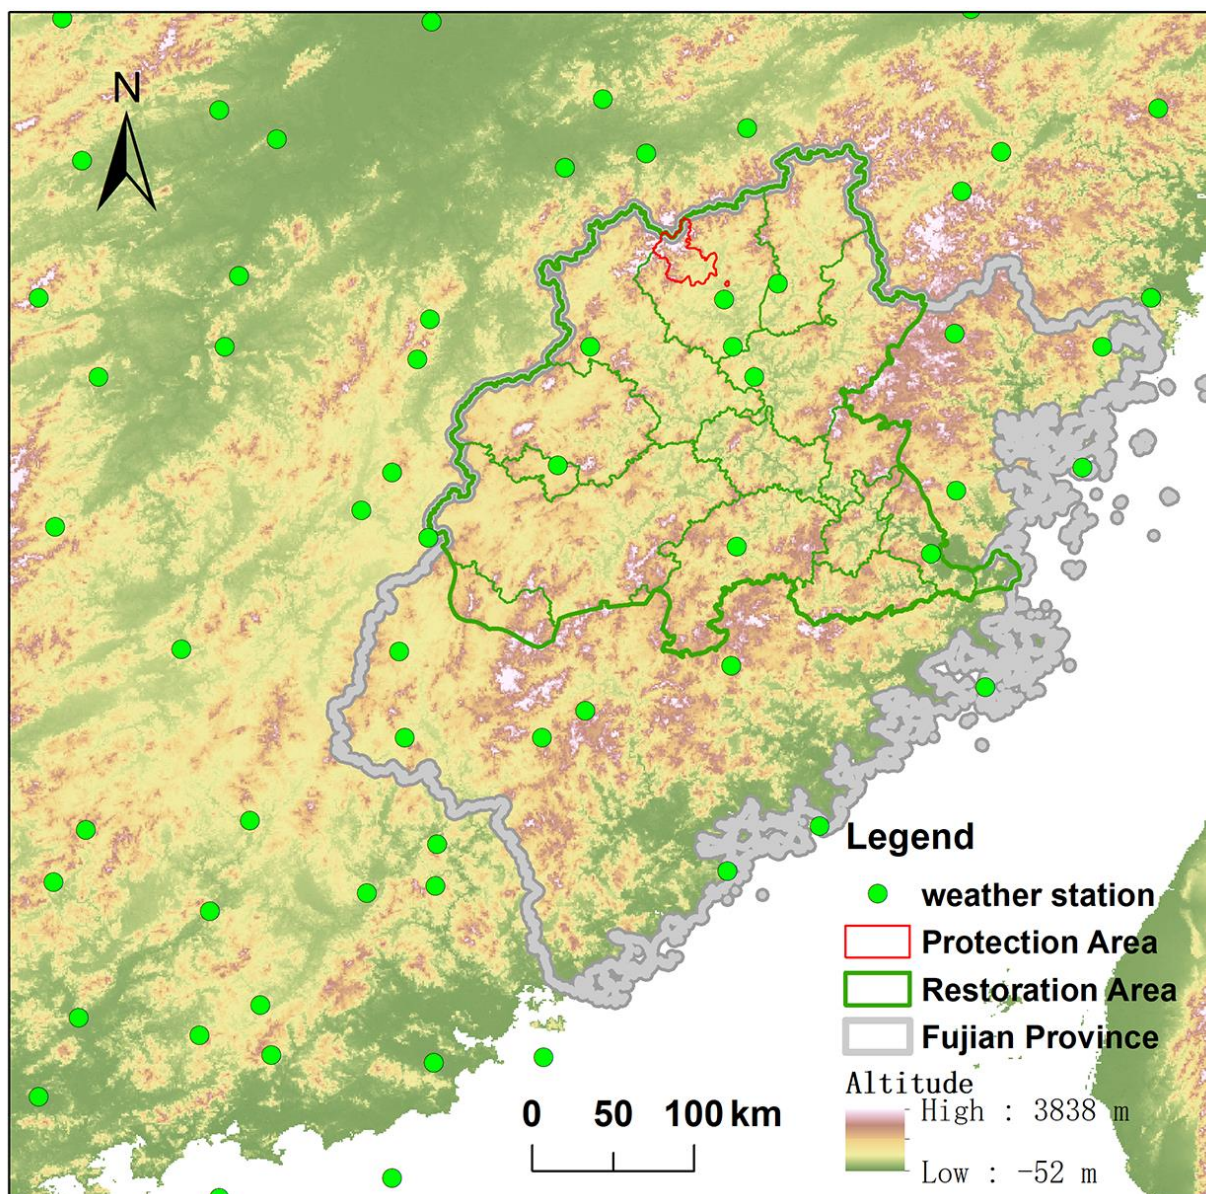 N
Legend
weather station
Protection Area
Restoration Area
Fujian Province
Altitude
High : 3838 m
Low : -52 m
0 50 100 km